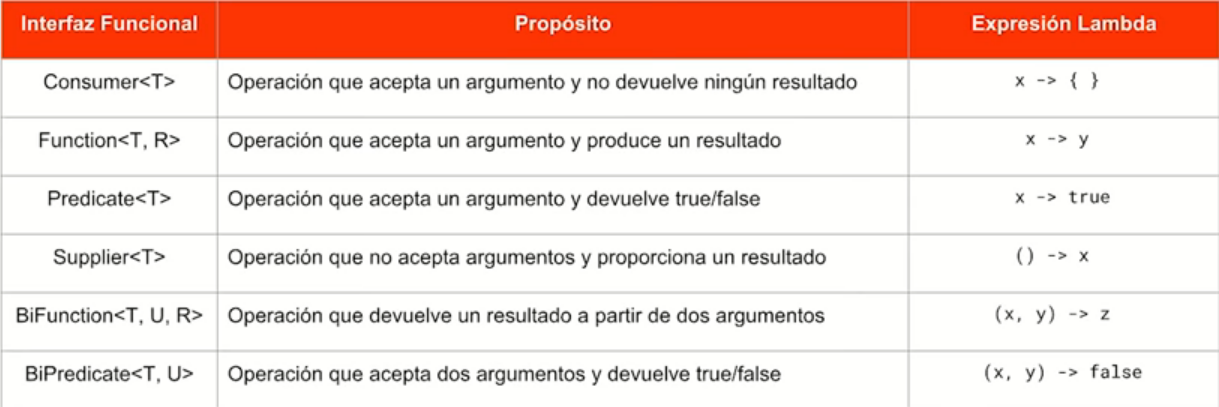 Interfaz Funcional Propósito Expresión Lambda
Consumer<T> Operación que acepta un argumento y no devuelve ningún resultado x -> { }
Function<T, R> Operación que acepta un argumento y produce un resultado x -> y
Predicate<T> Operación que acepta un argumento y devuelve true/false x -> true
Supplier<T> Operación que no acepta argumentos y proporciona un resultado () -> x
BiFunction<T, U, R> Operación que devuelve un resultado a partir de dos argumentos (x, y) -> z
BiPredicate<T, U> Operación que acepta dos argumentos y devuelve true/false (x, y) -> false